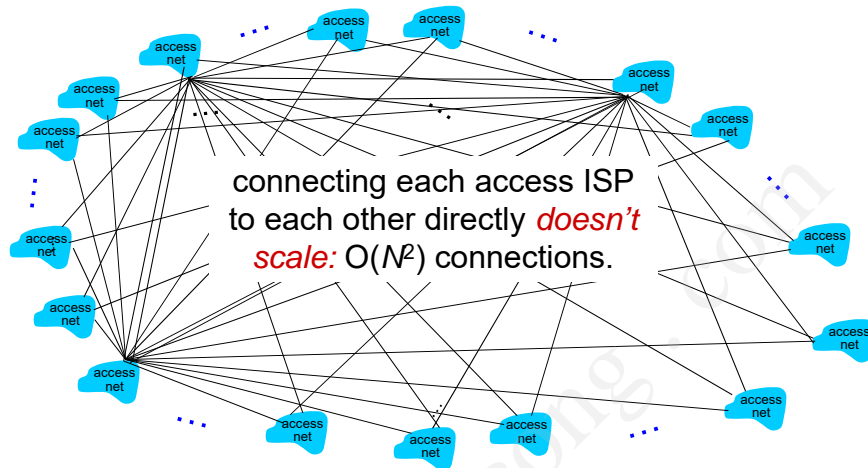 access
net
access
net
access
net
access
net
access
net
access
net
access
net
connecting each access ISP
to each other directly doesn't
scale: O(N²) connections.
access
net
access
net
access
net
access
net
access
net
access
net
access
net
access
net
access
net
cong . com